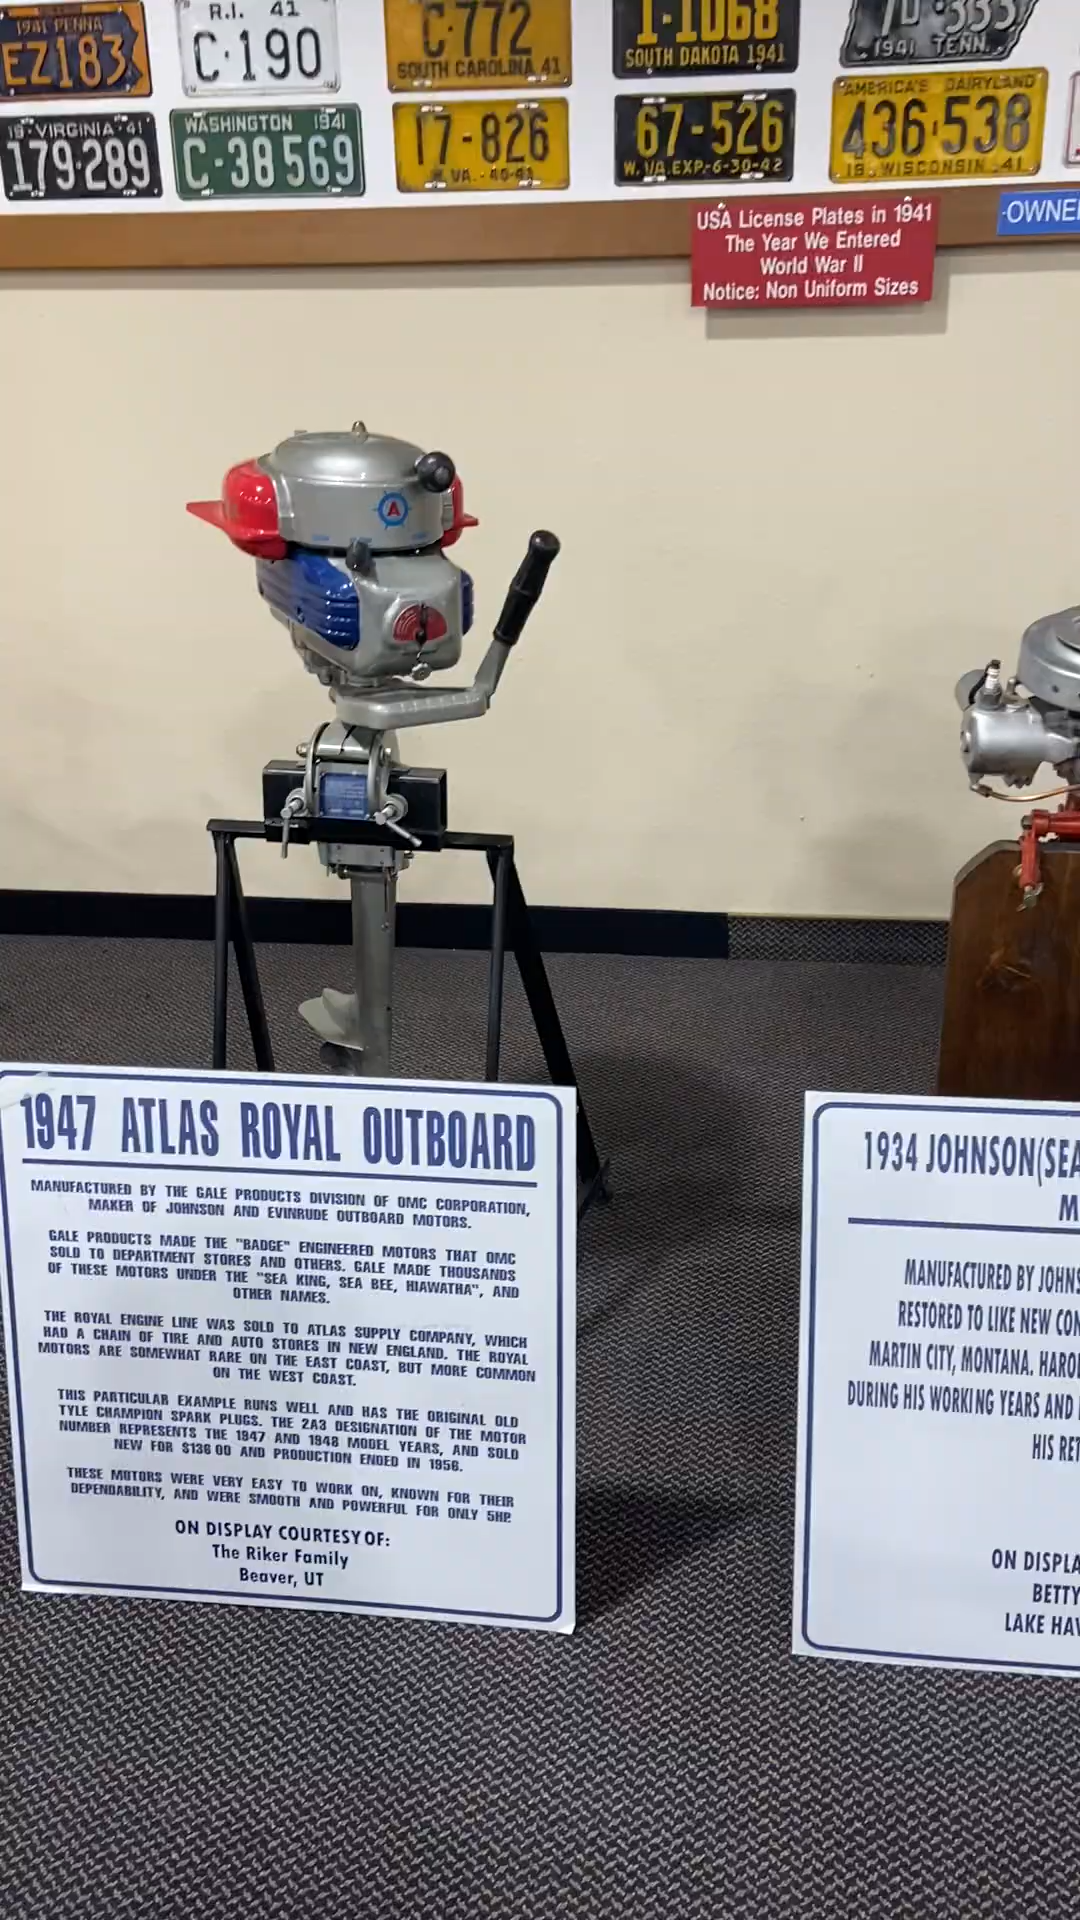 1941 PENNA
EZ183
R.I. 41
C·190
C·772
SOUTH CAROLINA 41
1-1068
SOUTH DAKOTA 1941
1941 TENN.
19·VIRGINIA·41
179·289
WASHINGTON 1941
C-38 569
17-826
W. VA.-40-41
67-526
W.VA.EXP.-6-30-42
AMERICA'S DAIRYLAND
436·538
19 WISCONSIN 41
USA License Plates in 1941
The Year We Entered
World War II
Notice: Non Uniform Sizes
A
1947 ATLAS ROYAL OUTBOARD
MANUFACTURED BY THE GALE PRODUCTS DIVISION OF OMC CORPORATION,
MAKER OF JOHNSON AND EVINRUDE OUTBOARD MOTORS.
GALE PRODUCTS MADE THE "BADGE" ENGINEERED MOTORS THAT OMC
SOLD TO DEPARTMENT STORES AND OTHERS. GALE MADE THOUSANDS
OF THESE MOTORS UNDER THE "SEA KING, SEA BEE, HIAWATHA", AND
OTHER NAMES.
THE ROYAL ENGINE LINE WAS SOLD TO ATLAS SUPPLY COMPANY, WHICH
HAD A CHAIN OF TIRE AND AUTO STORES IN NEW ENGLAND. THE ROYAL
MOTORS ARE SOMEWHAT RARE ON THE EAST COAST, BUT MORE COMMON
ON THE WEST COAST.
THIS PARTICULAR EXAMPLE RUNS WELL AND HAS THE ORIGINAL OLD
TYLE CHAMPION SPARK PLUGS. THE 2A3 DESIGNATION OF THE MOTOR
NUMBER REPRESENTS THE 1947 AND 1948 MODEL YEARS, AND SOLD
NEW FOR $136 00 AND PRODUCTION ENDED IN 1956.
THESE MOTORS WERE VERY EASY TO WORK ON, KNOWN FOR THEIR
DEPENDABILITY, AND WERE SMOOTH AND POWERFUL FOR ONLY 5HP.
ON DISPLAY COURTESY OF:
The Riker Family
Beaver, UT
1934 JOHNSON(SEA
MANUFACTURED BY JOHNS
RESTORED TO LIKE NEW CON
MARTIN CITY, MONTANA. HAROL
DURING HIS WORKING YEARS AND
HIS RET
ON DISPLA
BETTY
LAKE HAV